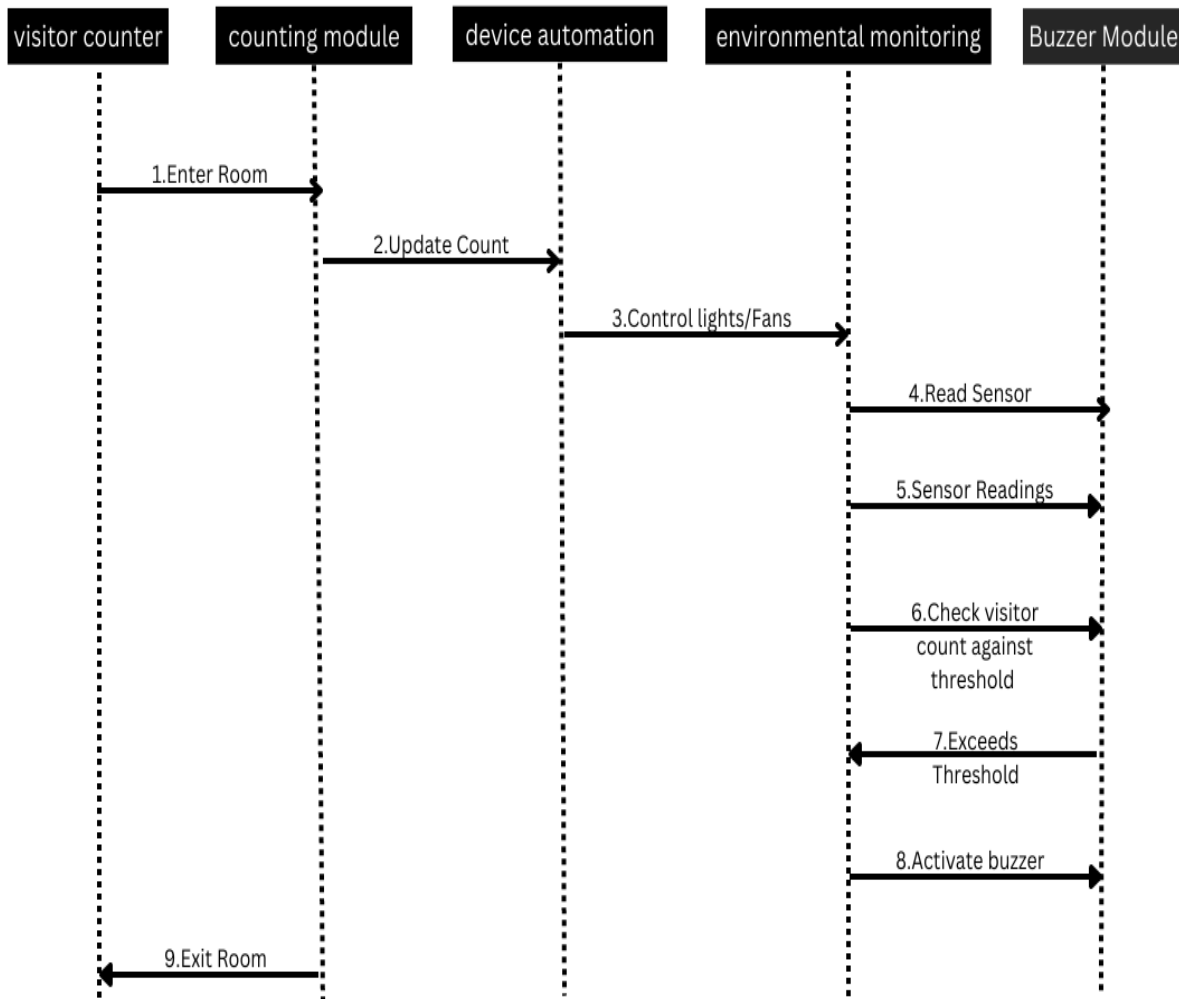 visitor counter
counting module
device automation
environmental monitoring
Buzzer Module
1.Enter Room
2.Update Count
3.Control lights/Fans
4.Read Sensor
5.Sensor Readings
6.Check visitor
count against
threshold
7.Exceeds
Threshold
8.Activate buzzer
9.Exit Room